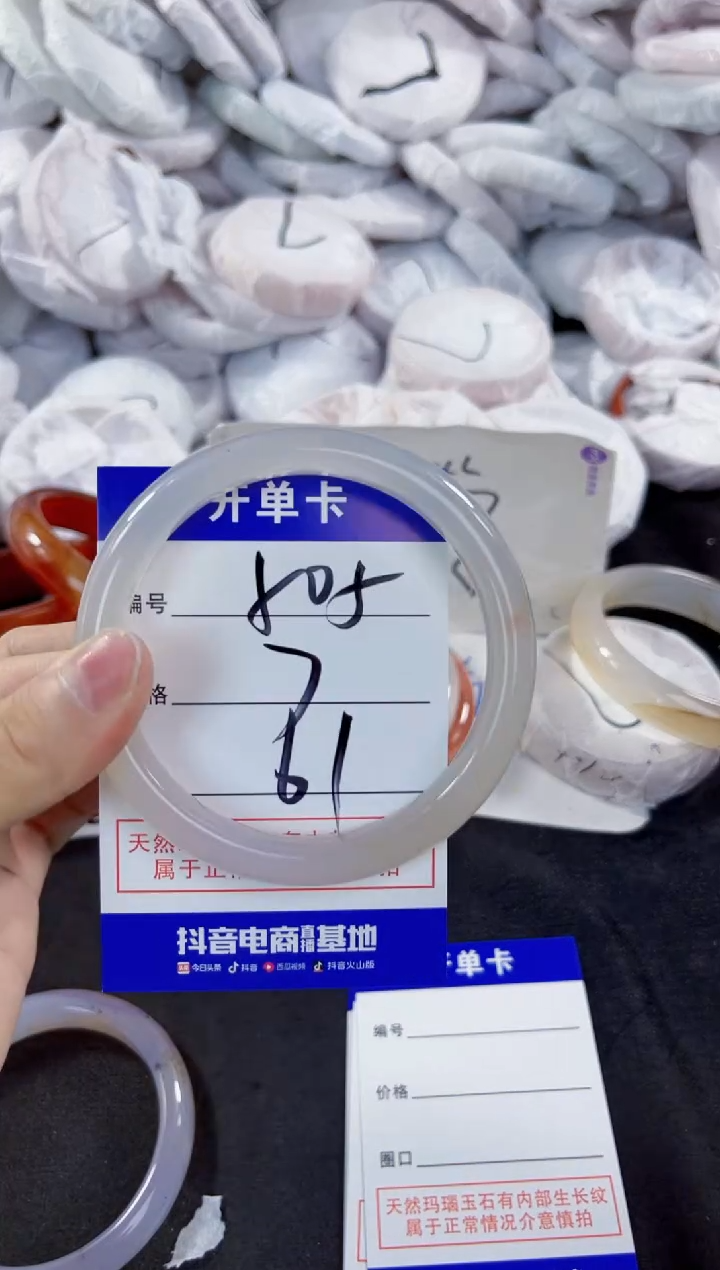 开单卡
编号 805
格 7
61
天然
属于正 拍
抖音电商直播基地
今日头条 抖音 西瓜视频 抖音火山版
开单卡
编号
价格
圈口
天然玛瑙玉石有内部生长纹
属于正常情况介意慎拍